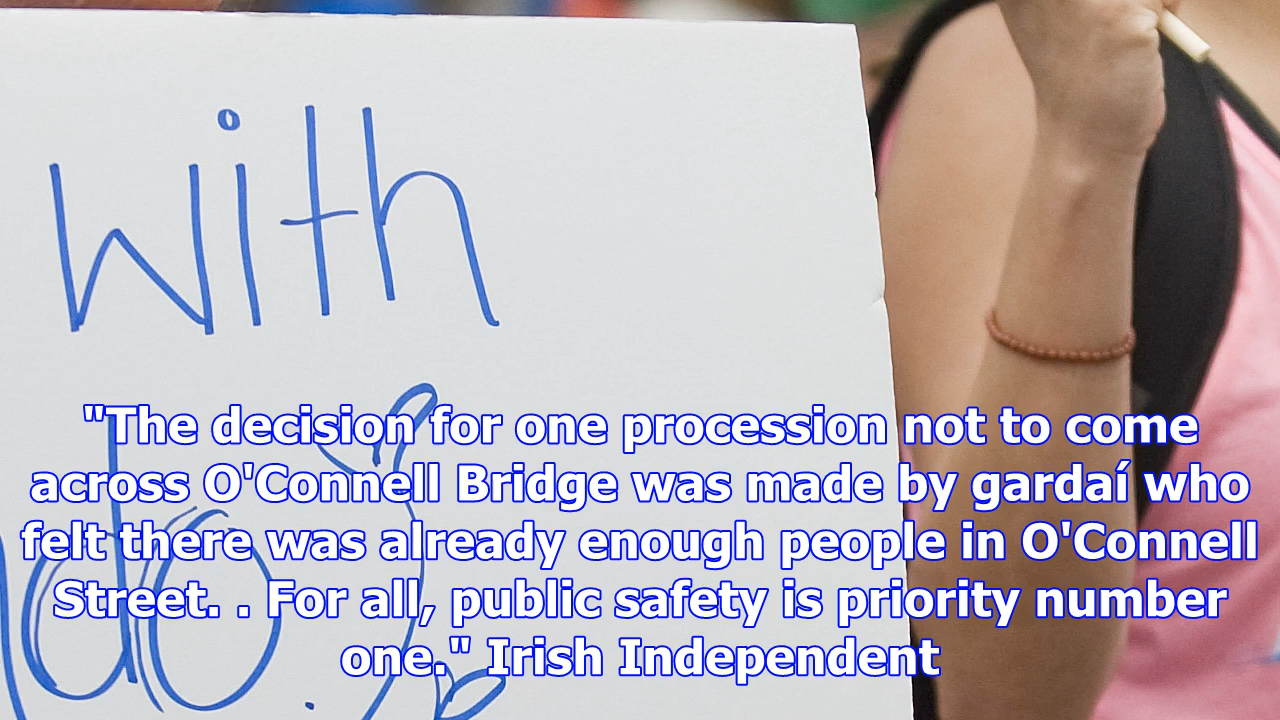 with
do.
"The decision for one procession not to come
across O'Connell Bridge was made by gardaí who
felt there was already enough people in O'Connell
Street. . For all, public safety is priority number
one." Irish Independent